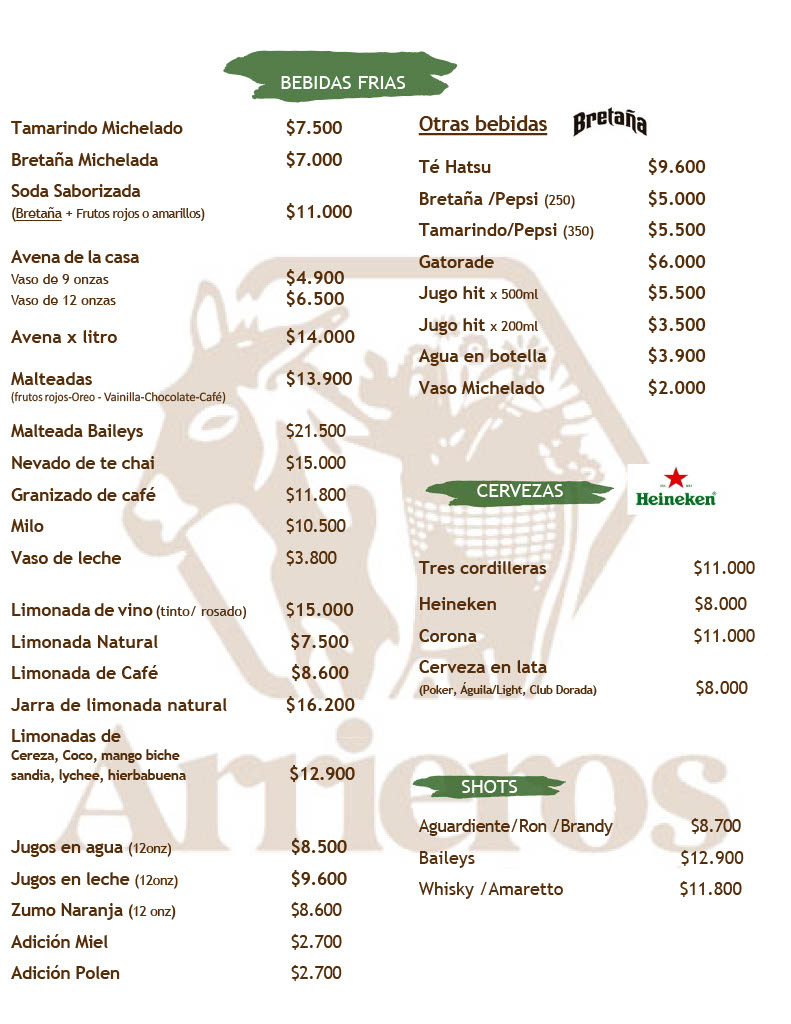 BEBIDAS FRIAS
Tamarindo Michelado $7.500
Bretaña Michelada $7.000
Soda Saborizada
(Bretaña + Frutos rojos o amarillos) $11.000
Avena de la casa
Vaso de 9 onzas $4.900
Vaso de 12 onzas $6.500
Avena x litro $14.000
Malteadas $13.900
(frutos rojos-Oreo - Vainilla-Chocolate-Café)
Malteada Baileys $21.500
Nevado de te chai $15.000
Granizado de café $11.800
Milo $10.500
Vaso de leche $3.800
Limonada de vino (tinto/ rosado) $15.000
Limonada Natural $7.500
Limonada de Café $8.600
Jarra de limonada natural $16.200
Limonadas de
Cereza, Coco, mango biche
sandia, lychee, hierbabuena $12.900
Jugos en agua (12onz) $8.500
Jugos en leche (12onz) $9.600
Zumo Naranja (12 onz) $8.600
Adición Miel $2.700
Adición Polen $2.700
Otras bebidas Bretaña
Té Hatsu $9.600
Bretaña /Pepsi (250) $5.000
Tamarindo/Pepsi (350) $5.500
Gatorade $6.000
Jugo hit x 500ml $5.500
Jugo hit x 200ml $3.500
Agua en botella $3.900
Vaso Michelado $2.000
CERVEZAS
Heineken
Tres cordilleras $11.000
Heineken $8.000
Corona $11.000
Cerveza en lata
(Poker, Águila/Light, Club Dorada) $8.000
SHOTS
Aguardiente/Ron /Brandy $8.700
Baileys $12.900
Whisky /Amaretto $11.800
Arrieros